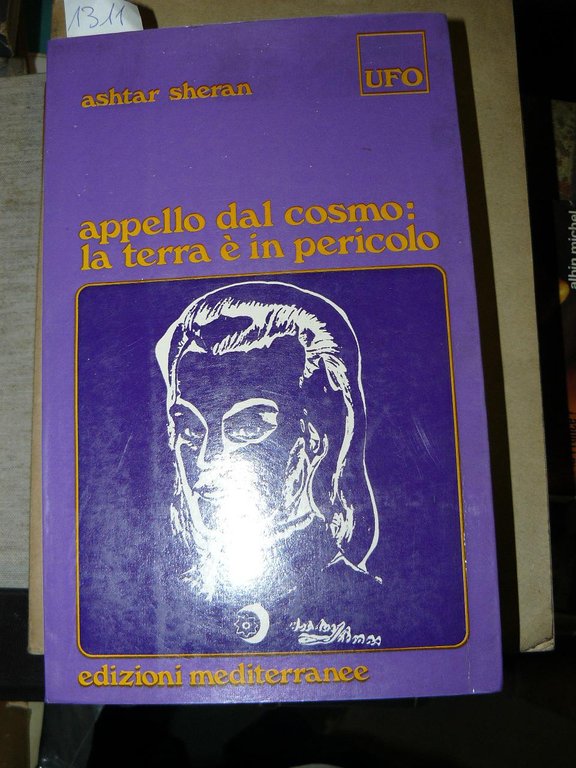 1311
UFO
ashtar sheran
appello dal cosmo:
la terra è in pericolo
edizioni mediterranee
albin michel